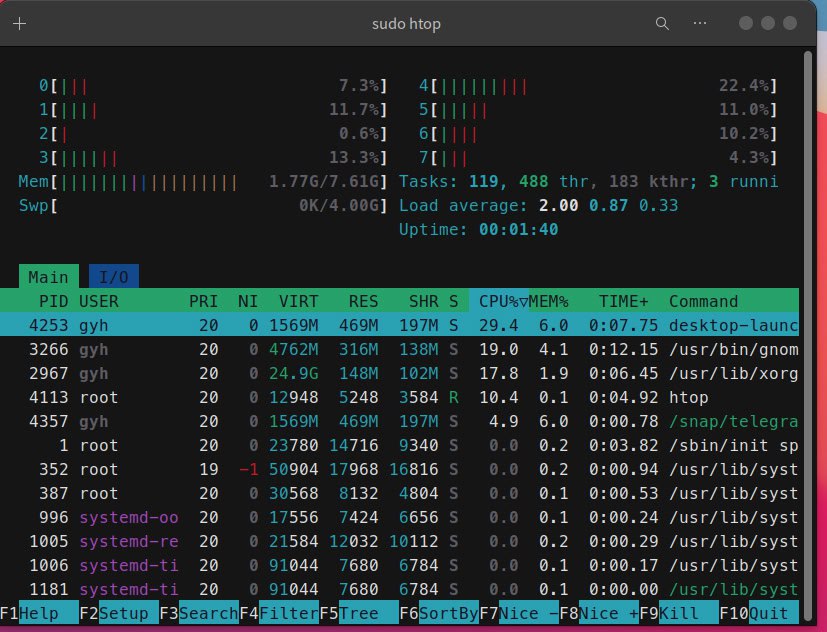 sudo htop
0[||| 7.3%] 4[||||||||| 22.4%]
1[|||| 11.7%] 5[||||| 11.0%]
2[| 0.6%] 6[|||| 10.2%]
3[|||||| 13.3%] 7[||| 4.3%]
Mem[|||||||||||||||||| 1.77G/7.61G] Tasks: 119, 488 thr, 183 kthr; 3 runni
Swp[ 0K/4.00G] Load average: 2.00 0.87 0.33
Uptime: 00:01:40
Main I/O
PID USER PRI NI VIRT RES SHR S CPU%▽MEM% TIME+ Command
4253 gyh 20 0 1569M 469M 197M S 29.4 6.0 0:07.75 desktop-launc
3266 gyh 20 0 4762M 316M 138M S 19.0 4.1 0:12.15 /usr/bin/gnom
2967 gyh 20 0 24.9G 148M 102M S 17.8 1.9 0:06.45 /usr/lib/xorg
4113 root 20 0 12948 5248 3584 R 10.4 0.1 0:04.92 htop
4357 gyh 20 0 1569M 469M 197M S 4.9 6.0 0:00.78 /snap/telegra
1 root 20 0 23780 14716 9340 S 0.0 0.2 0:03.82 /sbin/init sp
352 root 19 -1 50904 17968 16816 S 0.0 0.2 0:00.94 /usr/lib/syst
387 root 20 0 30568 8132 4804 S 0.0 0.1 0:00.53 /usr/lib/syst
996 systemd-oo 20 0 17556 7424 6656 S 0.0 0.1 0:00.24 /usr/lib/syst
1005 systemd-re 20 0 21584 12032 10112 S 0.0 0.2 0:00.29 /usr/lib/syst
1006 systemd-ti 20 0 91044 7680 6784 S 0.0 0.1 0:00.17 /usr/lib/syst
1181 systemd-ti 20 0 91044 7680 6784 S 0.0 0.1 0:00.00 /usr/lib/syst
F1Help F2Setup F3SearchF4FilterF5Tree F6SortByF7Nice -F8Nice +F9Kill F10Quit